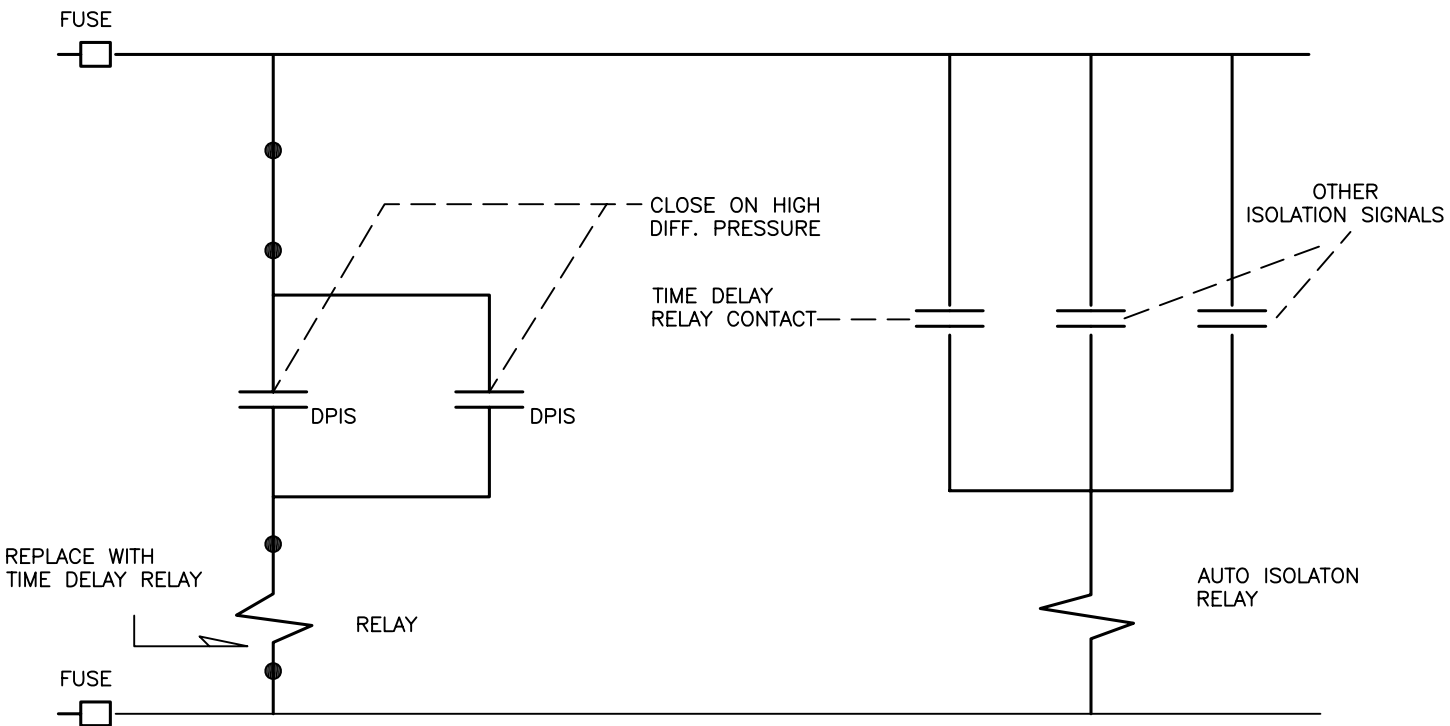 FUSE
CLOSE ON HIGH
DIFF. PRESSURE
OTHER
ISOLATION SIGNALS
TIME DELAY
RELAY CONTACT
DPIS
DPIS
REPLACE WITH
TIME DELAY RELAY
RELAY
AUTO ISOLATON
RELAY
FUSE